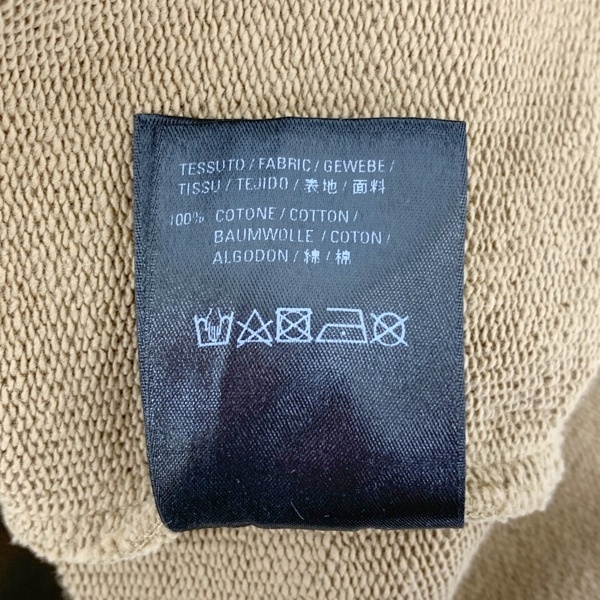 TESSUTO / FABRIC / GEWEBE /
TISSU / TEJIDO / 表地 / 面料
100% COTONE / COTTON /
BAUMWOLLE / COTON /
ALGODON / 綿 / 棉